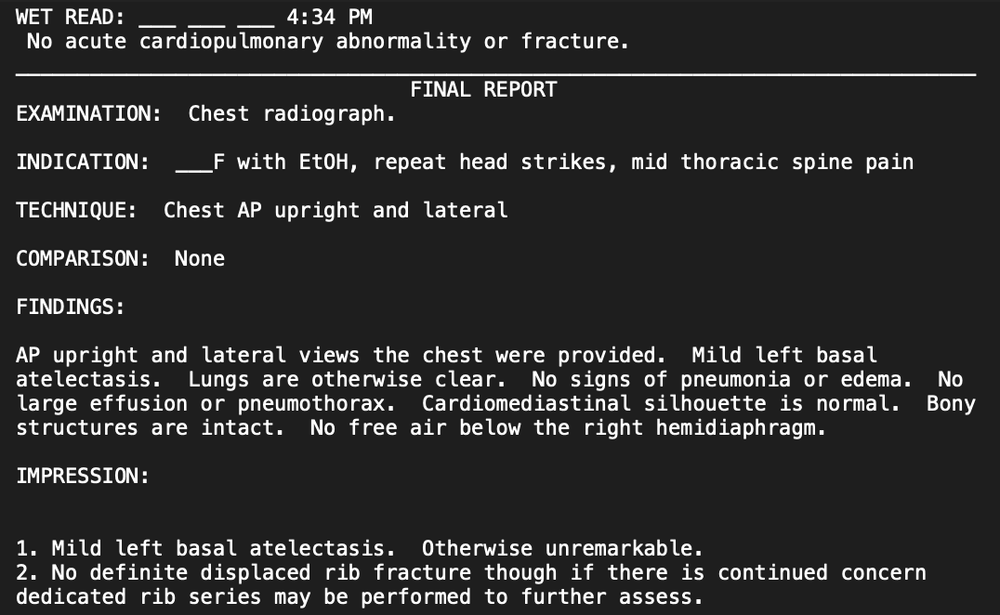 WET READ: ___ ___ ___ 4:34 PM
No acute cardiopulmonary abnormality or fracture.
______________________________________________________________________________
FINAL REPORT
EXAMINATION:  Chest radiograph.
INDICATION:  ___F with EtOH, repeat head strikes, mid thoracic spine pain
TECHNIQUE:  Chest AP upright and lateral
COMPARISON:  None
FINDINGS:
AP upright and lateral views the chest were provided.  Mild left basal
atelectasis.  Lungs are otherwise clear.  No signs of pneumonia or edema.  No
large effusion or pneumothorax.  Cardiomediastinal silhouette is normal.  Bony
structures are intact.  No free air below the right hemidiaphragm.
IMPRESSION:
1. Mild left basal atelectasis.  Otherwise unremarkable.
2. No definite displaced rib fracture though if there is continued concern
dedicated rib series may be performed to further assess.